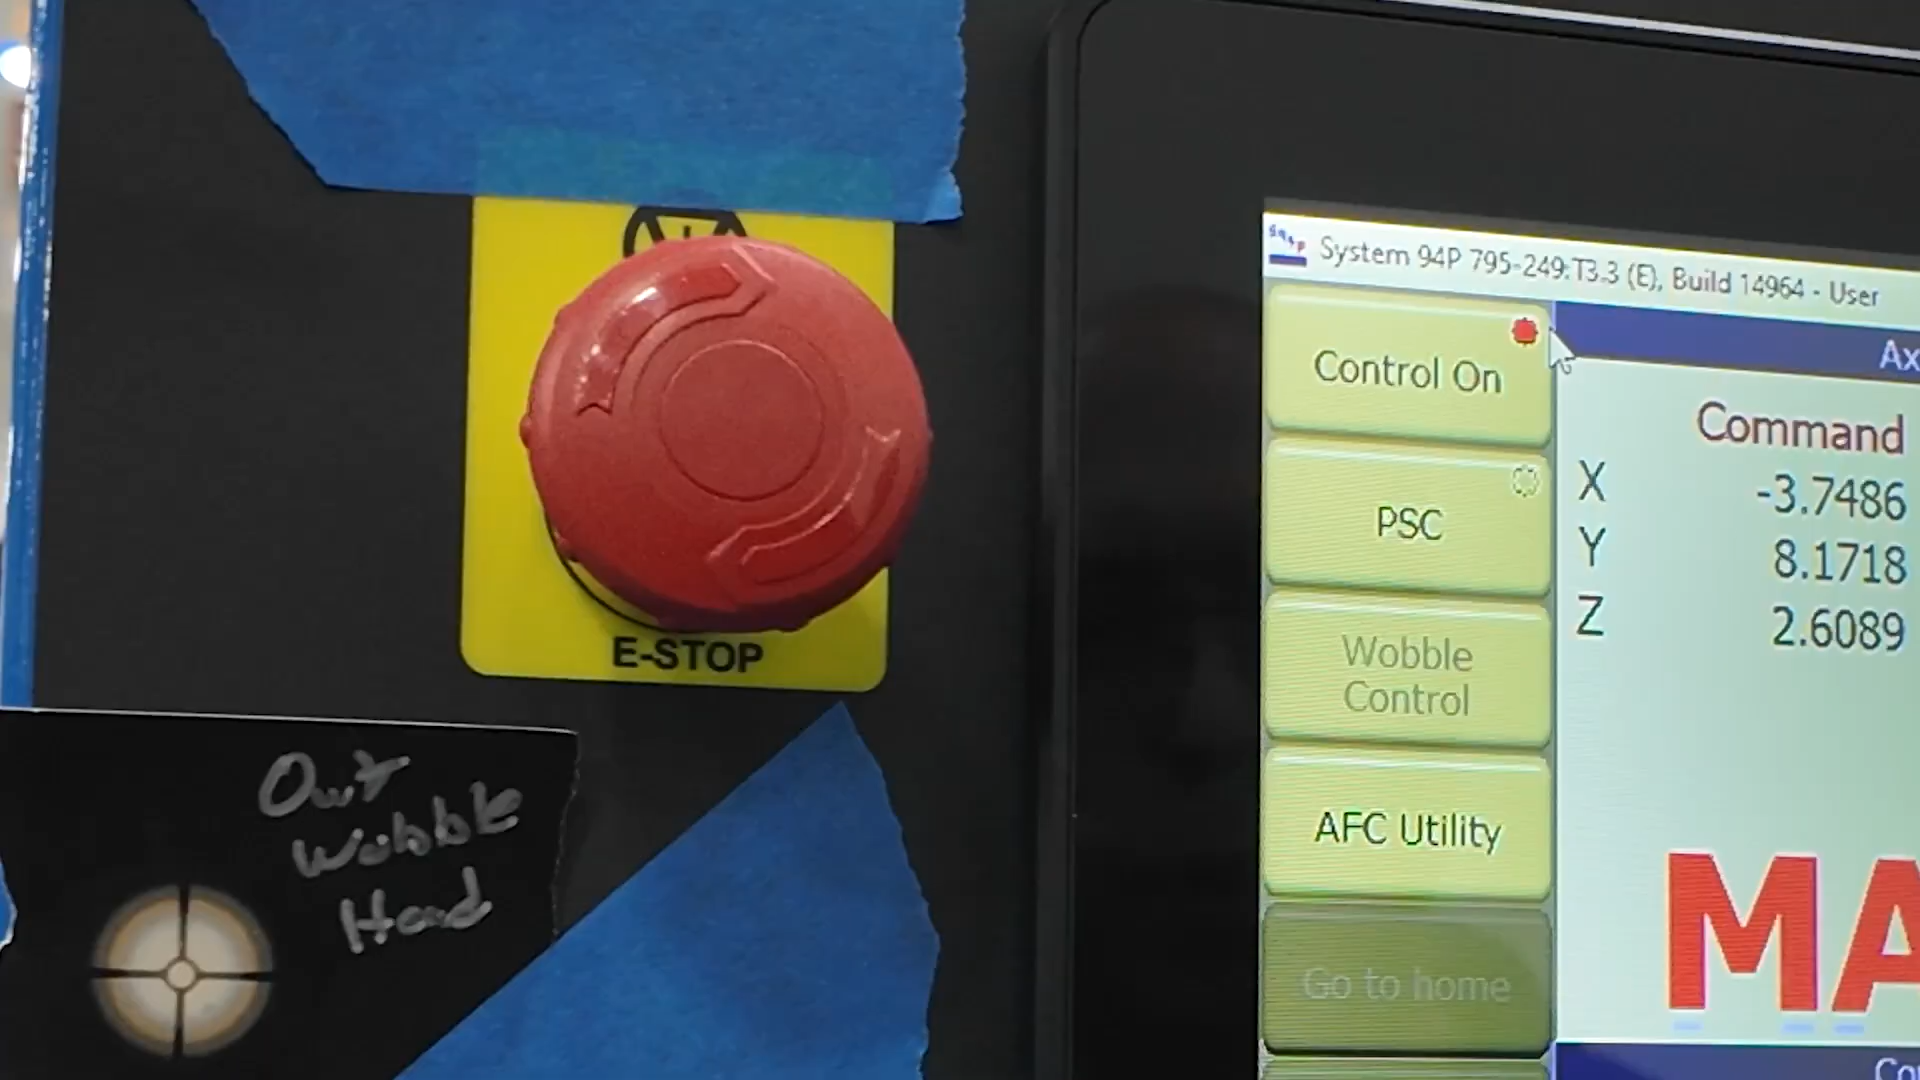 E-STOP
Wobble
Head
System 94P 795-249:T3.3 (E), Build 14964 - User
Control On
PSC
Wobble
Control
AFC Utility
Go to home
Ax
Command
X -3.7486
Y 8.1718
Z 2.6089
MA